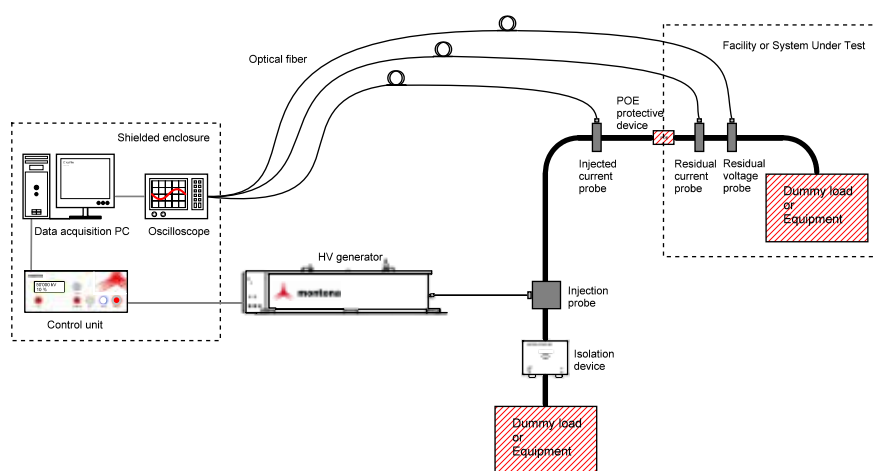 Facility or System Under Test
Optical fiber
POE
protective
device
Shielded enclosure
Injected
current
probe
Residual
current
probe
Residual
voltage
probe
Dummy load
or
Equipment
Data acquisition PC
Oscilloscope
HV generator
montena
Injection
probe
Control unit
Isolation
device
Dummy load
or
Equipment